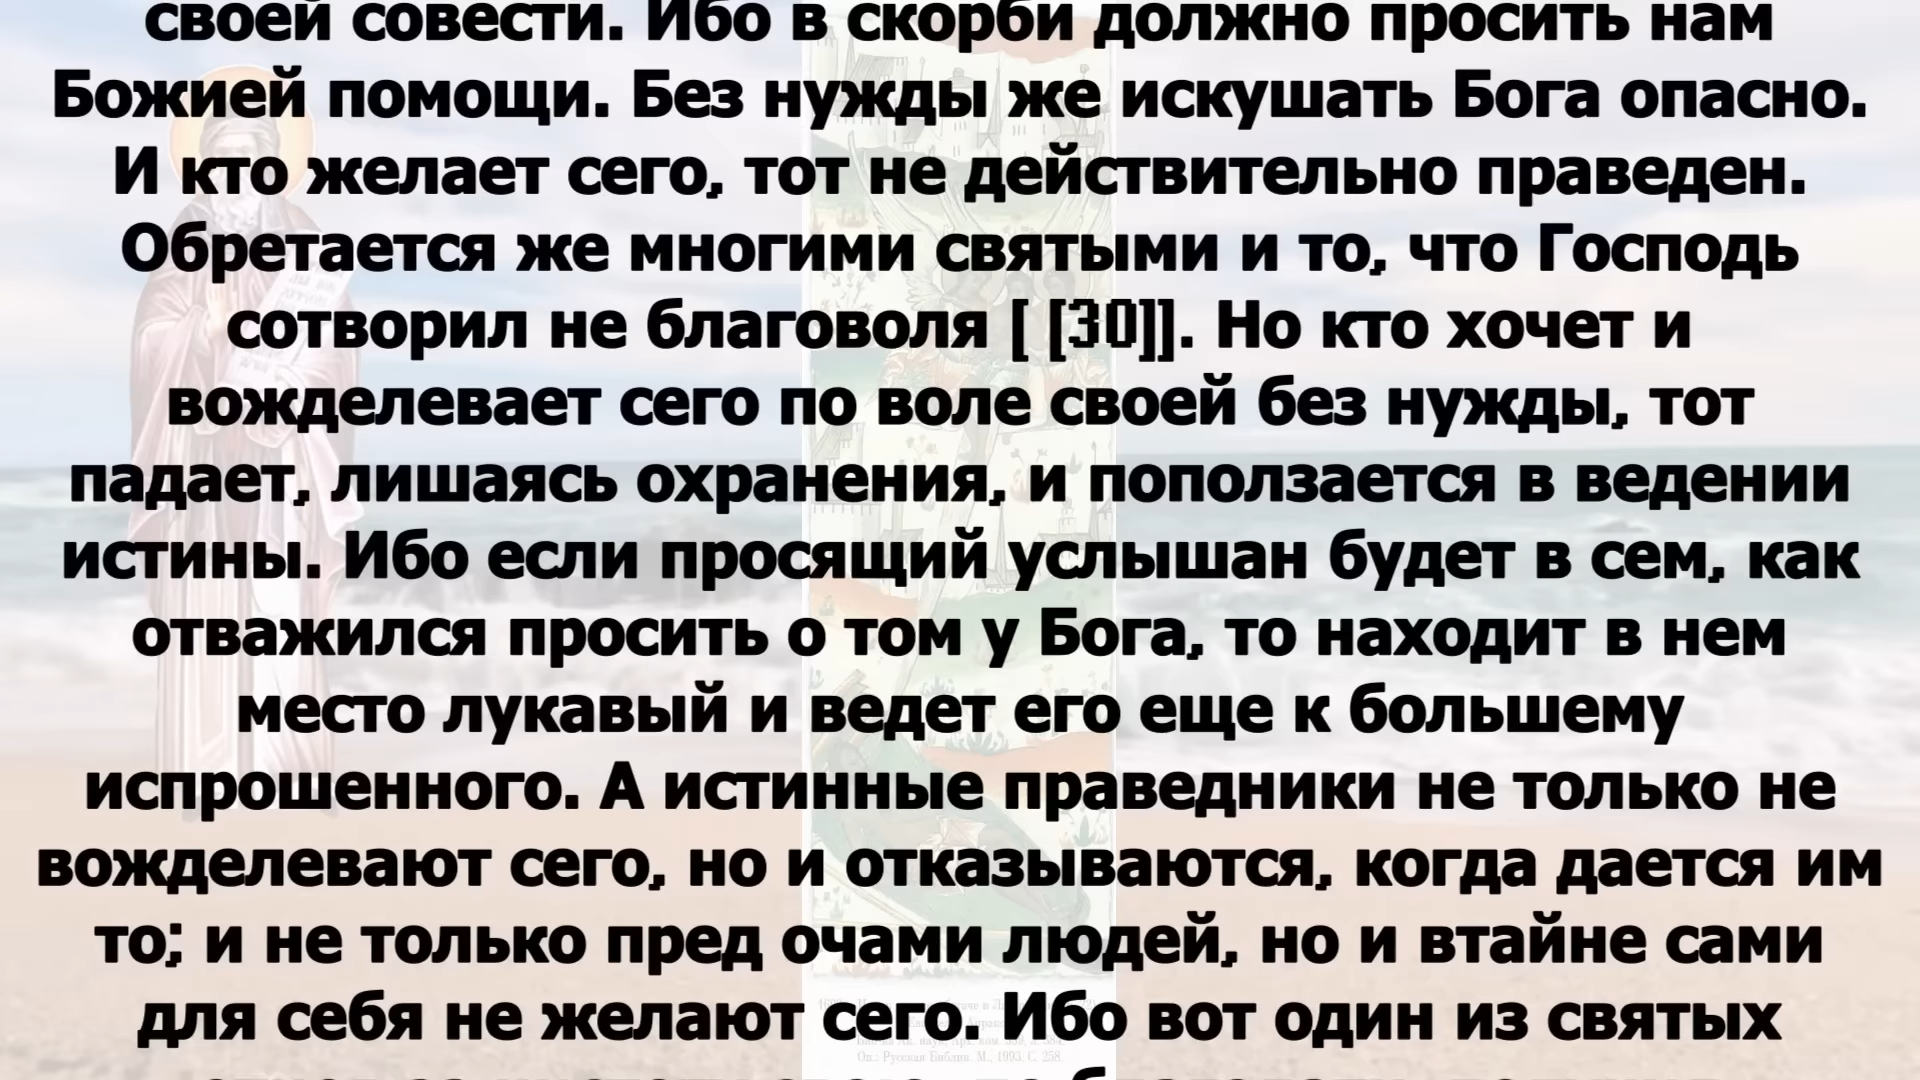 своей совести. Ибо в скорби должно просить нам
Божией помощи. Без нужды же искушать Бога опасно.
И кто желает сего, тот не действительно праведен.
Обретается же многими святыми и то, что Господь
сотворил не благоволя [ [30]]. Но кто хочет и
вожделевает сего по воле своей без нужды, тот
падает, лишаясь охранения, и поползается в ведении
истины. Ибо если просящий услышан будет в сем, как
отважился просить о том у Бога, то находит в нем
место лукавый и ведет его еще к большему
испрошенного. А истинные праведники не только не
вожделевают сего, но и отказываются, когда дается им
то; и не только пред очами людей, но и втайне сами
для себя не желают сего. Ибо вот один из святых
Оп.: Русская Библия. М., 1993. С. 258.